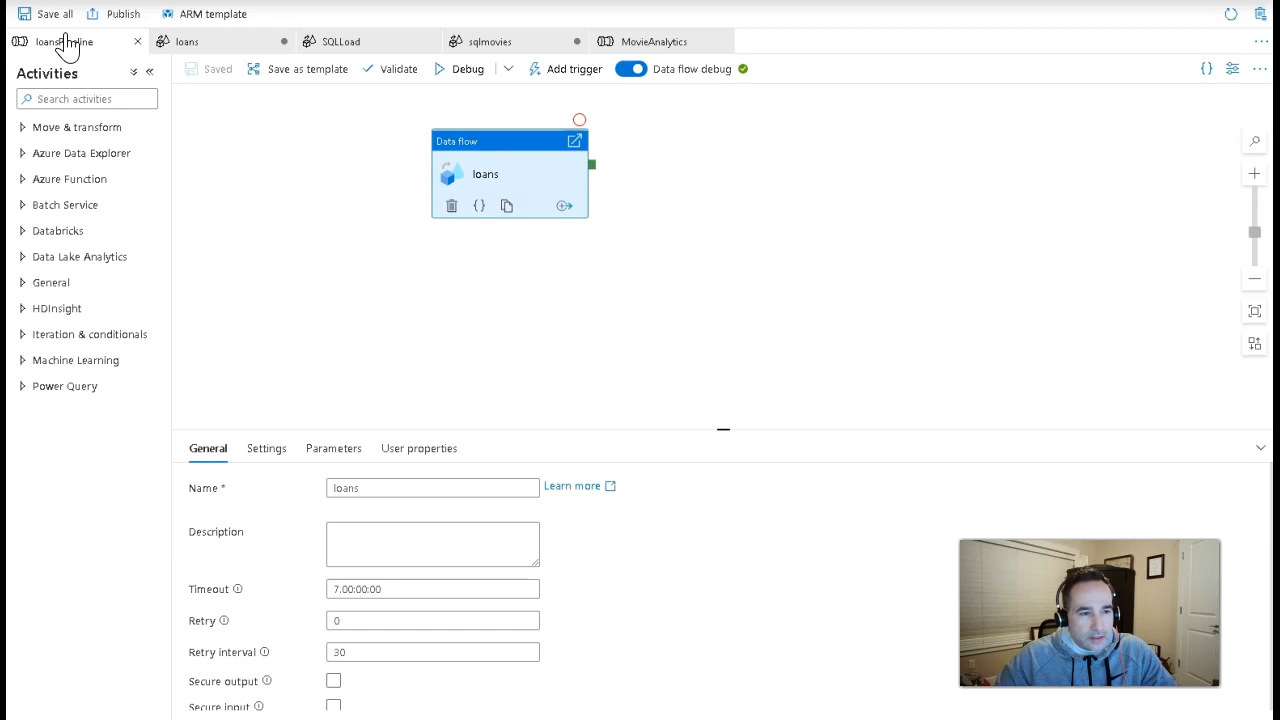 Save all
Publish
ARM template
loans
SQLLoad
sqlmovies
MovieAnalytics
Activities
Saved
Save as template
Validate
Debug
Add trigger
Data flow debug
Search activities
Move & transform
Azure Data Explorer
Azure Function
Batch Service
Databricks
Data Lake Analytics
General
HDInsight
Iteration & conditionals
Machine Learning
Power Query
Data flow
loans
General
Settings
Parameters
User properties
Name *
loans
Learn more
Description
Timeout
7.00:00:00
Retry
0
Retry interval
30
Secure output
Secure input